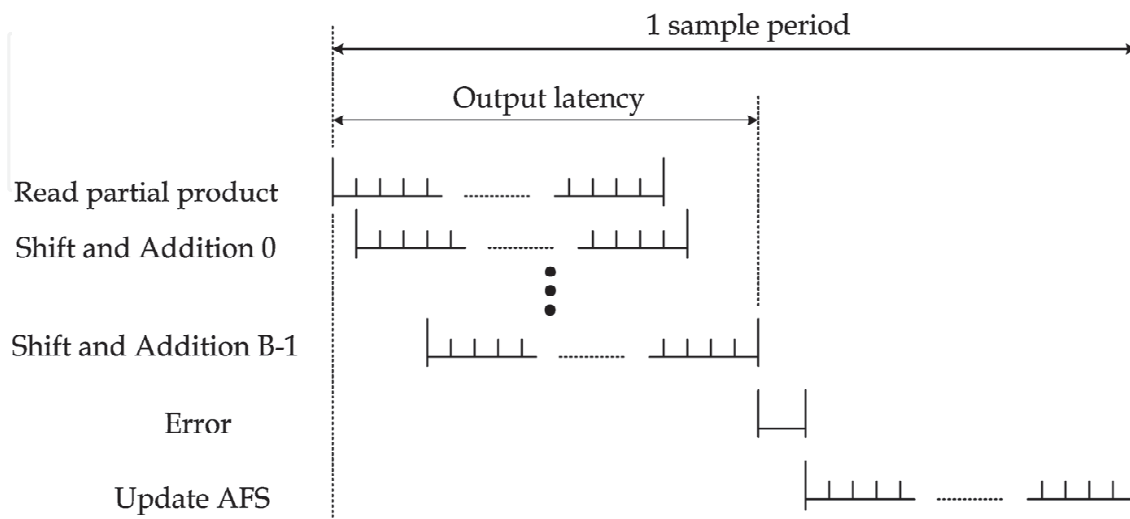 1 sample period
Output latency
Read partial product
Shift and Addition 0
Shift and Addition B-1
Error
Update AFS